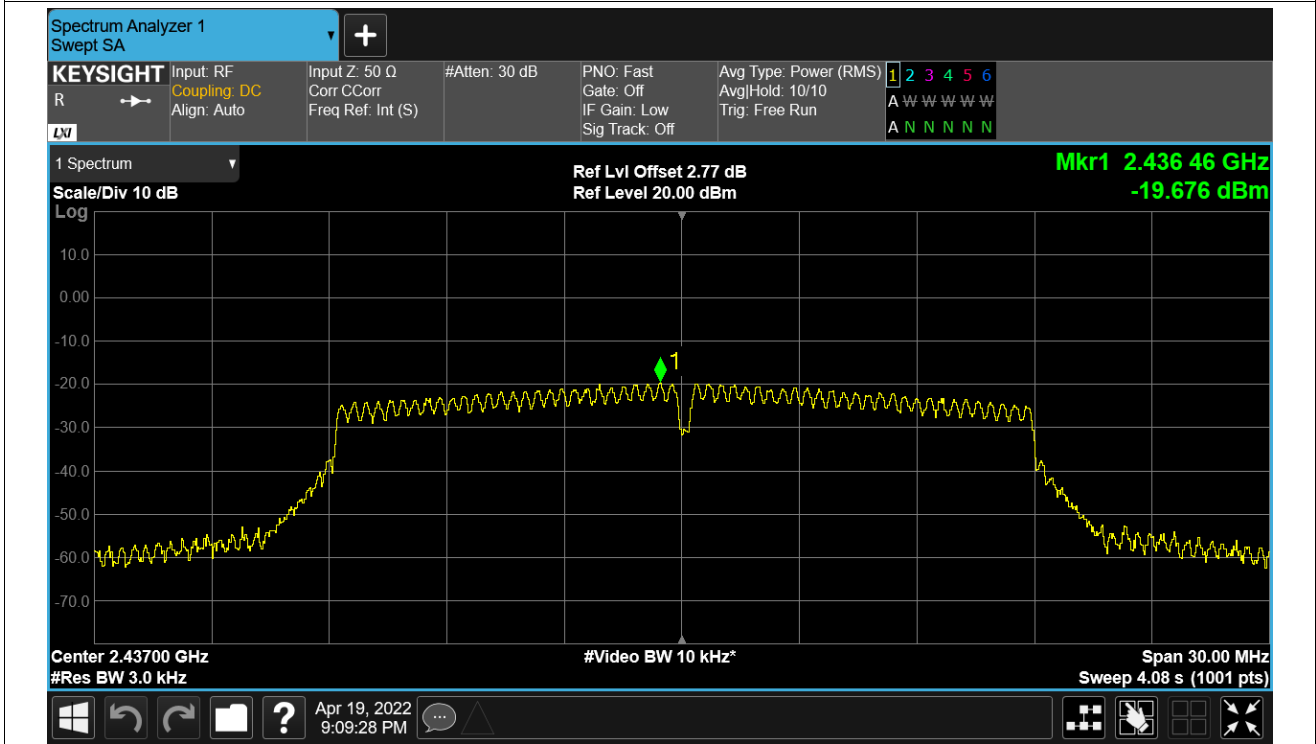 Spectrum Analyzer 1
Swept SA
+
KEYSIGHT
R
LXI
Input: RF
Coupling: DC
Align: Auto
Input Z: 50 Ω
Corr CCorr
Freq Ref: Int (S)
#Atten: 30 dB
PNO: Fast
Gate: Off
IF Gain: Low
Sig Track: Off
Avg Type: Power (RMS)
Avg|Hold: 10/10
Trig: Free Run
1 2 3 4 5 6
A W W W W W
A N N N N N
1 Spectrum
Scale/Div 10 dB
Log
Ref Lvl Offset 2.77 dB
Ref Level 20.00 dBm
Mkr1 2.436 46 GHz
-19.676 dBm
10.0
0.00
-10.0
-20.0
-30.0
-40.0
-50.0
-60.0
-70.0
1
Center 2.43700 GHz
#Res BW 3.0 kHz
#Video BW 10 kHz*
Span 30.00 MHz
Sweep 4.08 s (1001 pts)
?
Apr 19, 2022
9:09:28 PM